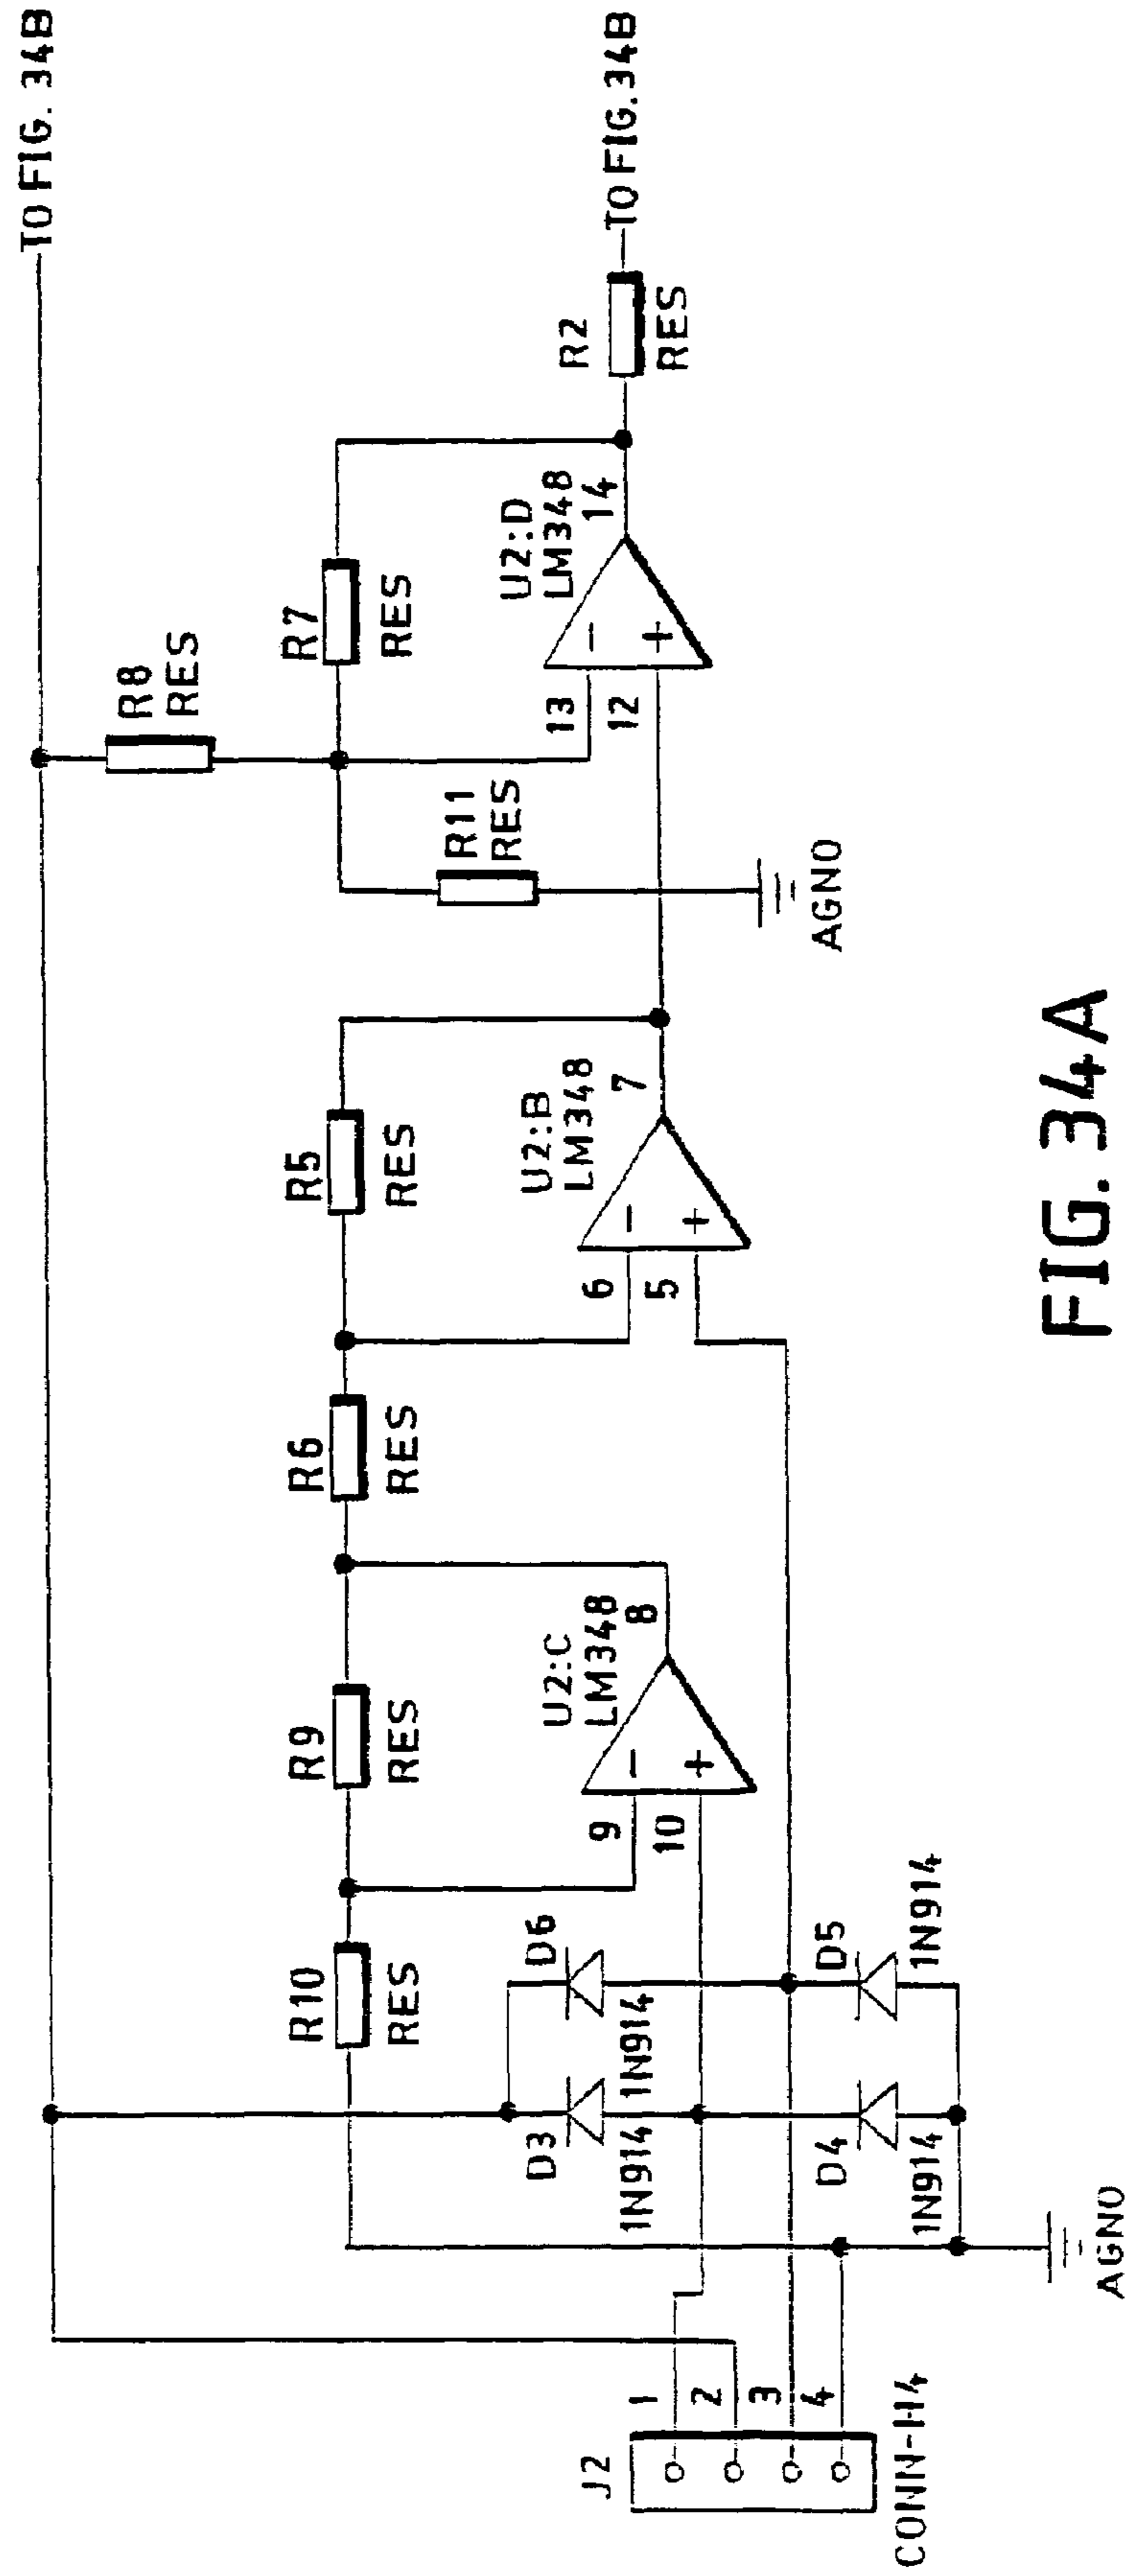 TO FIG. 34B
R8
RES
R7
RES
R11
RES
AGND
U2:D
LM348
13
12
14
R2
RES
TO FIG. 34B
R5
RES
U2:B
LM348
6
5
7
R6
RES
R9
RES
U2:C
LM348
9
10
8
R10
RES
D3
1N914
D6
1N914
D4
1N914
D5
1N914
AGND
J2
1
2
3
4
CONN-H4
-
+
-
+
-
+
FIG. 34A